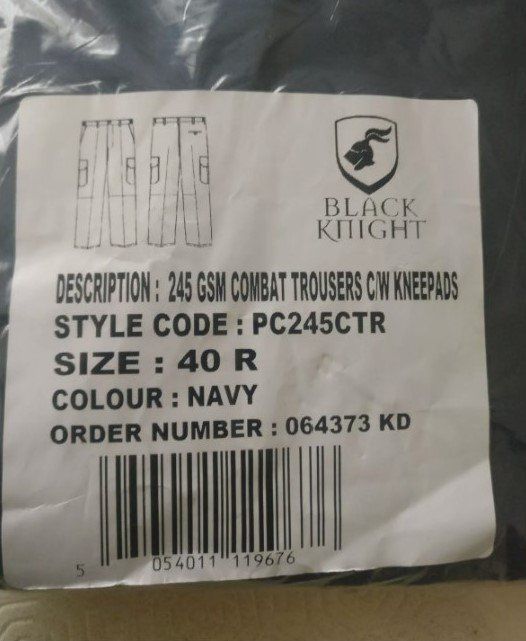 BLACK
KNIGHT
DESCRIPTION : 245 GSM COMBAT TROUSERS C/W KNEEPADS
STYLE CODE : PC245CTR
SIZE : 40 R
COLOUR : NAVY
ORDER NUMBER : 064373 KD
5 054011 119676